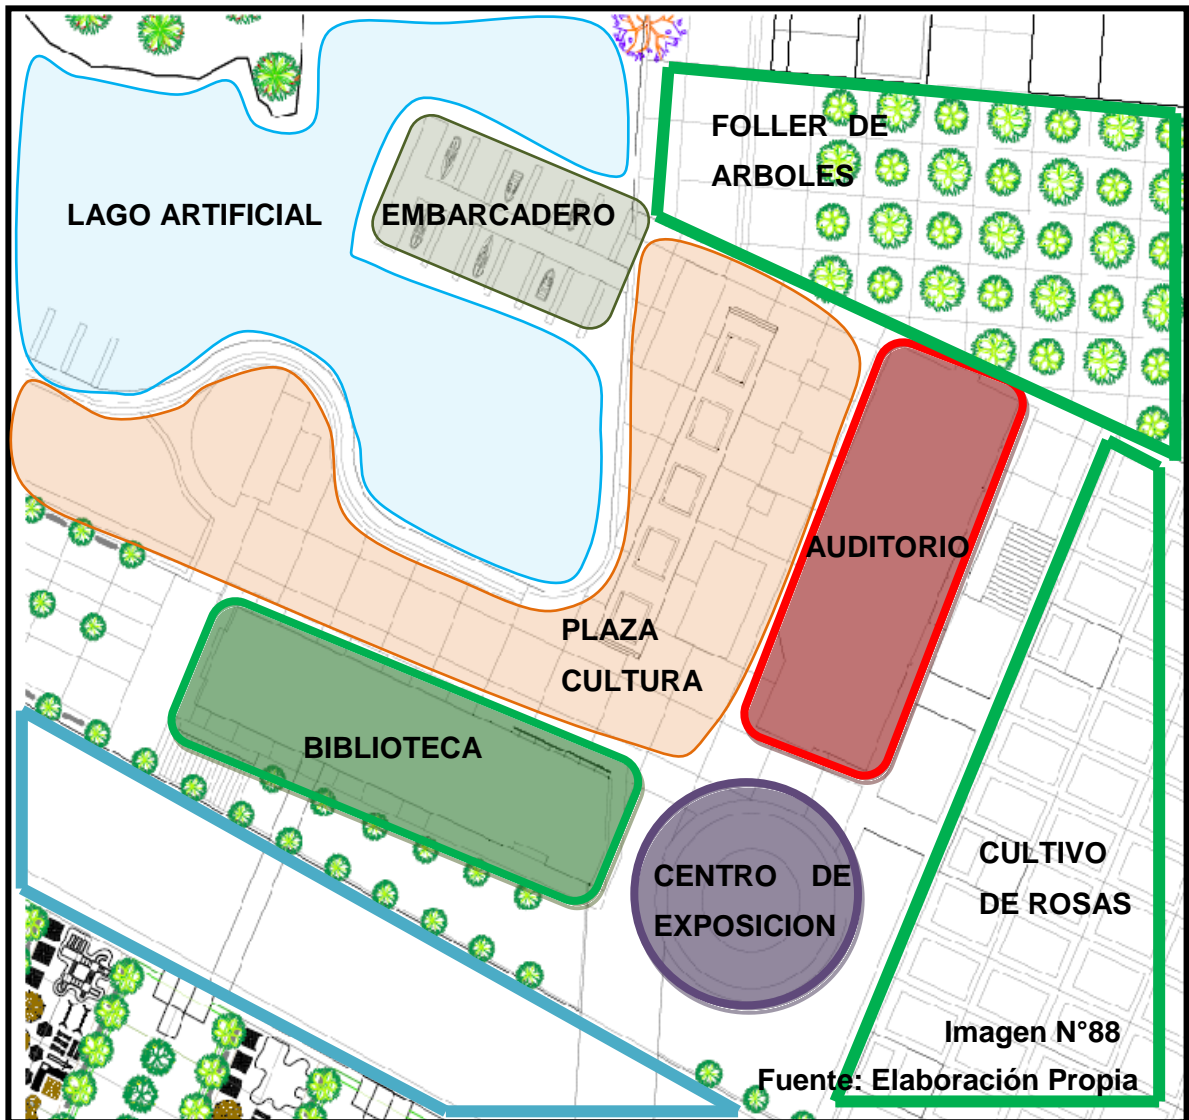 FOLLER DE
ARBOLES
LAGO ARTIFICIAL
EMBARCADERO
AUDITORIO
PLAZA
CULTURA
BIBLIOTECA
CENTRO DE
EXPOSICION
CULTIVO
DE ROSAS
Imagen N°88
Fuente: Elaboración Propia